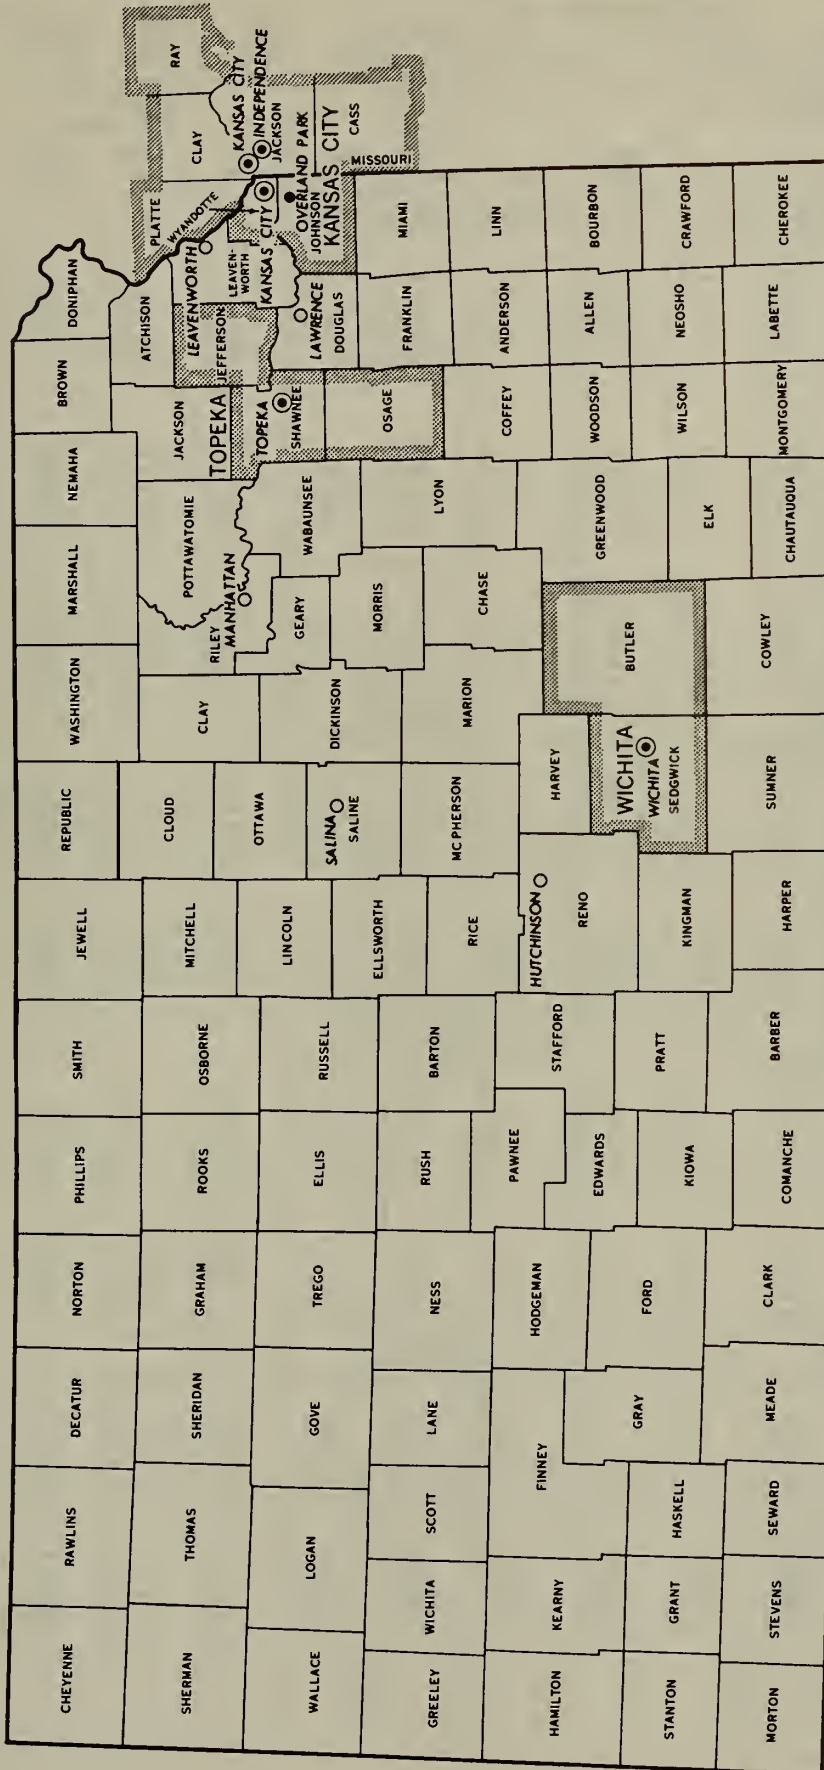 CHEYENNE
RAWLINS
DECATUR
NORTON
PHILLIPS
SMITH
JEWELL
REPUBLIC
WASHINGTON
MARSHALL
NEMAHA
BROWN
DONIPHAN
SHERMAN
THOMAS
SHERIDAN
GRAHAM
ROOKS
OSBORNE
MITCHELL
CLOUD
CLAY
RILEY
MANHATTAN
POTTAWATOMIE
JACKSON
ATCHISON
PLATTE
CLAY
RAY
WYANDOTTE
LEAVENWORTH
LEAVEN-
WORTH
JEFFERSON
TOPEKA
TOPEKA
SHAWNEE
KANSAS CITY
KANSAS CITY
INDEPENDENCE
JACKSON
OVERLAND PARK
JOHNSON
KANSAS CITY
CASS
MISSOURI
WALLACE
LOGAN
GOVE
TREGO
ELLIS
RUSSELL
LINCOLN
OTTAWA
DICKINSON
GEARY
WABAUNSEE
LAWRENCE
DOUGLAS
GREELEY
WICHITA
SCOTT
LANE
NESS
RUSH
BARTON
ELLSWORTH
SALINA
SALINE
MORRIS
OSAGE
FRANKLIN
MIAMI
RICE
MC PHERSON
MARION
CHASE
LYON
COFFEY
ANDERSON
LINN
HAMILTON
KEARNY
FINNEY
HODGEMAN
PAWNEE
STAFFORD
HUTCHINSON
RENO
HARVEY
BUTLER
GREENWOOD
WOODSON
ALLEN
BOURBON
GRAY
FORD
EDWARDS
WICHITA
WICHITA
SEDGWICK
STANTON
GRANT
HASKELL
KIOWA
PRATT
KINGMAN
ELK
WILSON
NEOSHO
CRAWFORD
MORTON
STEVENS
SEWARD
MEADE
CLARK
COMANCHE
BARBER
HARPER
SUMNER
COWLEY
CHAUTAUQUA
MONTGOMERY
LABETTE
CHEROKEE